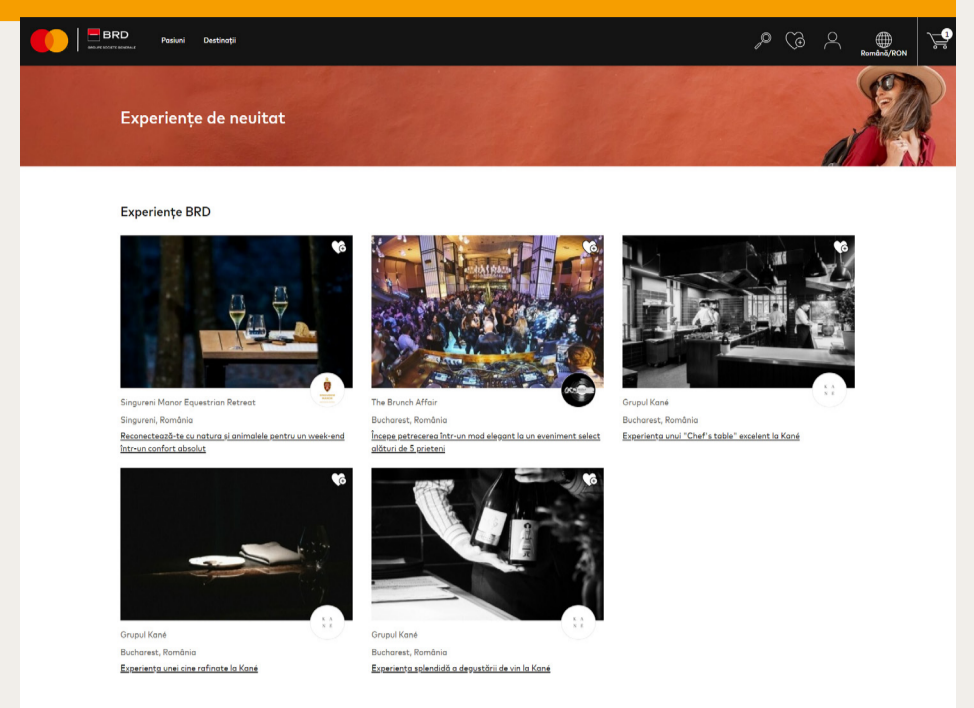 BRD
GROUPE SOCIETE GENERALE
Pasiuni
Destinații
Română/RON
1
Experiențe de neuitat
Experiențe BRD
Singureni Manor Equestrian Retreat
Singureni, România
Reconectează-te cu natura și animalele pentru un week-end
într-un confort absolut
The Brunch Affair
Bucharest, România
Începe petrecerea într-un mod elegant la un eveniment select
alături de 5 prieteni
Grupul Kané
Bucharest, România
Experiența unui "Chef's table" excelent la Kané
Grupul Kané
Bucharest, România
Experiența unei cine rafinate la Kané
Grupul Kané
Bucharest, România
Experiența splendidă a degustării de vin la Kané